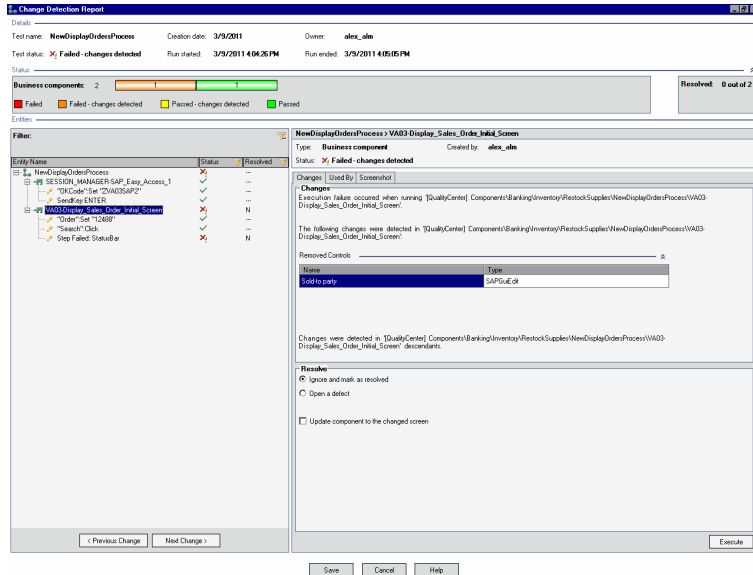 Change Detection Report
Details
Test name: NewDisplayOrdersProcess Creation date: 3/9/2011 Owner: alex_alm
Test status: Failed - changes detected Run started: 3/9/2011 4:04:26 PM Run ended: 3/9/2011 4:05:05 PM
Status
Business components: 2 1 1 Resolved: 0 out of 2
Failed Failed - changes detected Passed - changes detected Passed
Entities
Filter:
Entity Name Status Resolved
NewDisplayOrdersProcess ...
SESSION_MANAGER-SAP_Easy_Access_1 ...
"OKCode":Set "ZVA03SAP2" ...
SendKey ENTER ...
VA03-Display_Sales_Order_Initial_Screen N
"Order":Set "12488" ...
"Search":Click ...
Step Failed: StatusBar N
< Previous Change Next Change >
NewDisplayOrdersProcess > VA03-Display_Sales_Order_Initial_Screen
Type: Business component Created by: alex_alm
Status: Failed - changes detected
Changes Used By Screenshot
Changes
Execution failure occurred when running '[QualityCenter] Components\Banking\Inventory\RestockSupplies\NewDisplayOrdersProcess\VA03-
Display_Sales_Order_Initial_Screen'.
The following changes were detected in '[QualityCenter] Components\Banking\Inventory\RestockSupplies\NewDisplayOrdersProcess\VA03-
Display_Sales_Order_Initial_Screen':
Removed Controls
Name Type
Sold-to party SAPGuiEdit
Changes were detected in '[QualityCenter] Components\Banking\Inventory\RestockSupplies\NewDisplayOrdersProcess\VA03-
Display_Sales_Order_Initial_Screen' descendants.
Resolve
Ignore and mark as resolved
Open a defect
Update component to the changed screen
Execute
Save Cancel Help